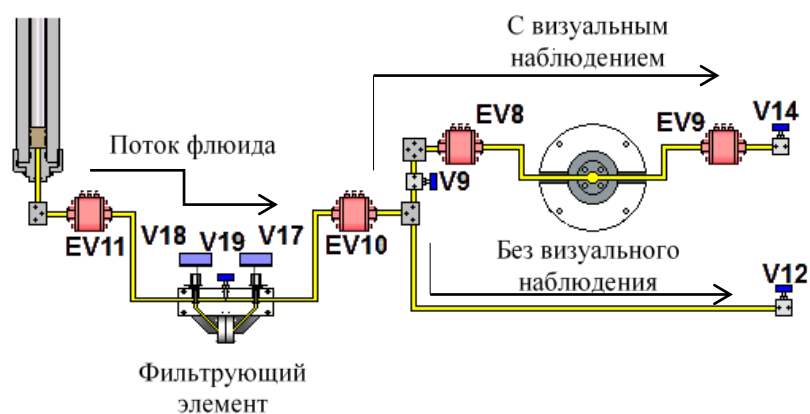 С визуальным
наблюдением
EV8
EV9
V14
Поток флюида
V9
EV11
V18
V19
V17
EV10
Без визуального
наблюдения
V12
Фильтрующий
элемент